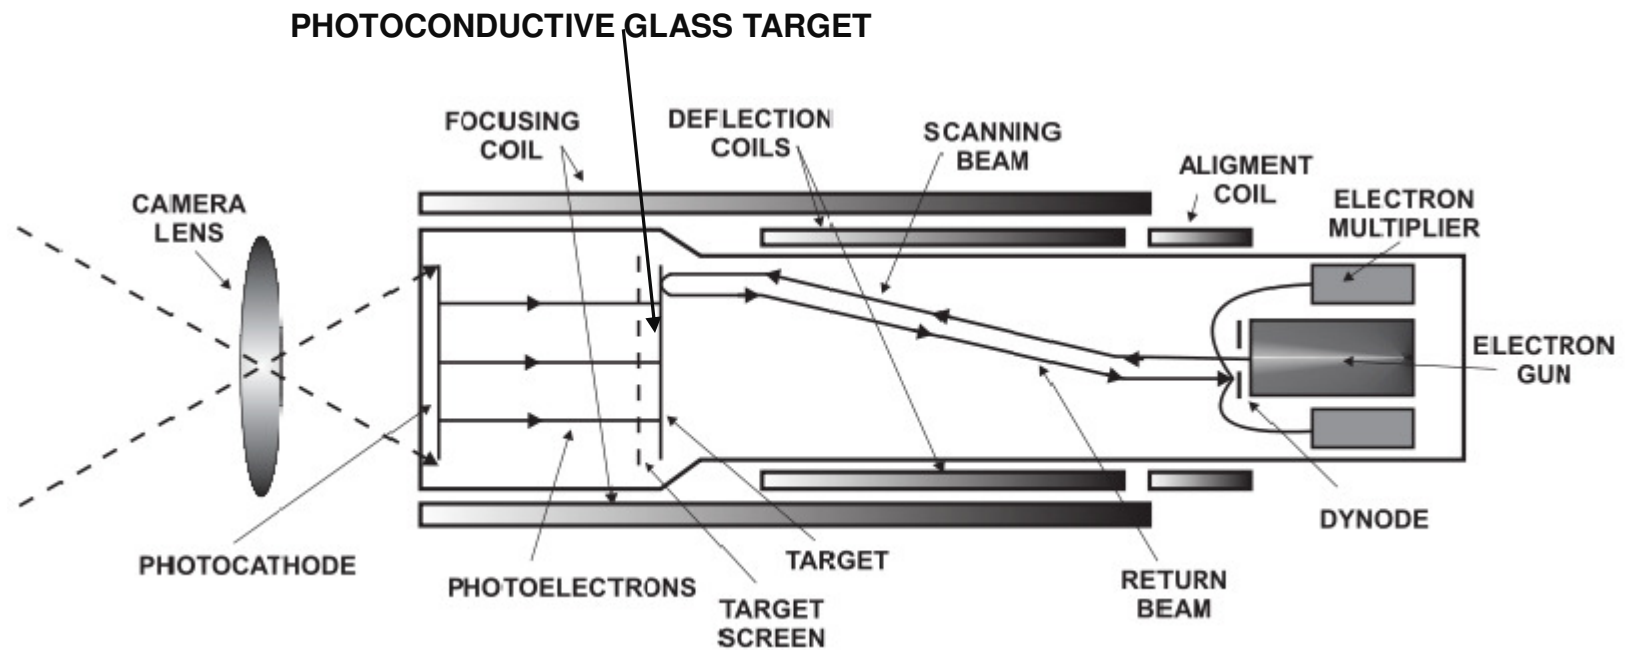 PHOTOCONDUCTIVE GLASS TARGET
FOCUSING
COIL
DEFLECTION
COILS
SCANNING
BEAM
ALIGMENT
COIL
ELECTRON
MULTIPLIER
CAMERA
LENS
ELECTRON
GUN
DYNODE
PHOTOCATHODE
PHOTOELECTRONS
TARGET
TARGET
SCREEN
RETURN
BEAM